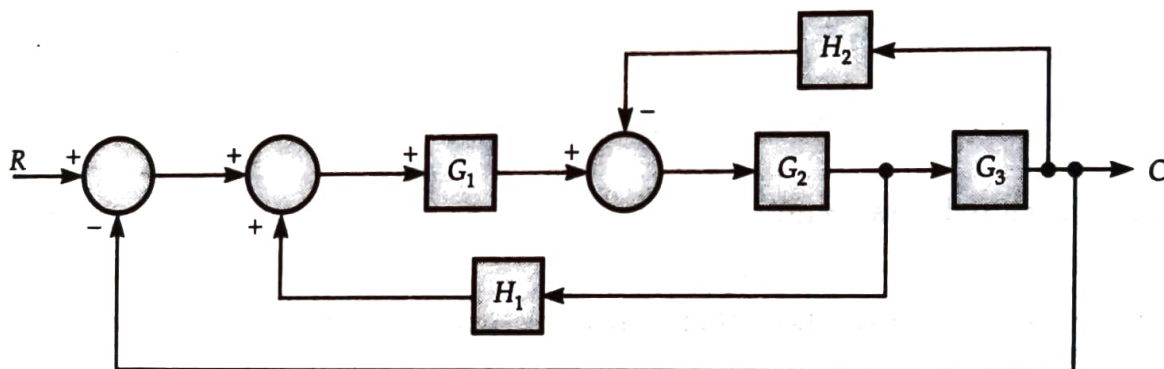 H₂
−
R + + + G₁ + G₂ G₃ C
− +
H₁